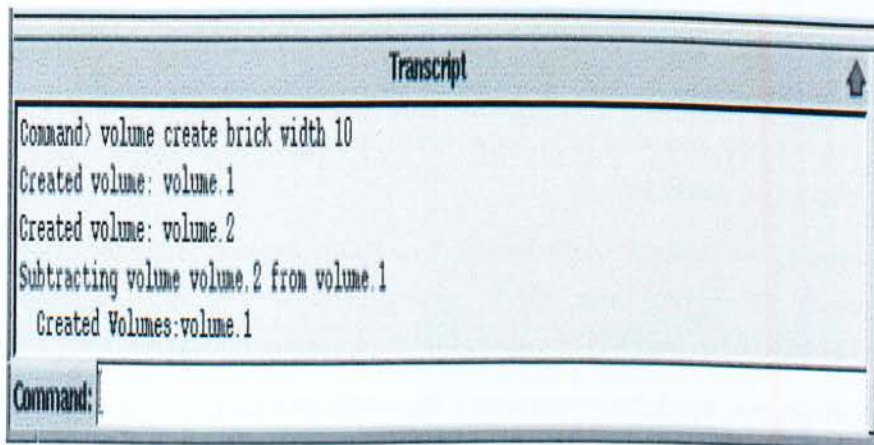 Transcript
Command> volume create brick width 10
Created volume: volume.1
Created volume: volume.2
Subtracting volume volume.2 from volume.1
Created Volumes:volume.1
Command: